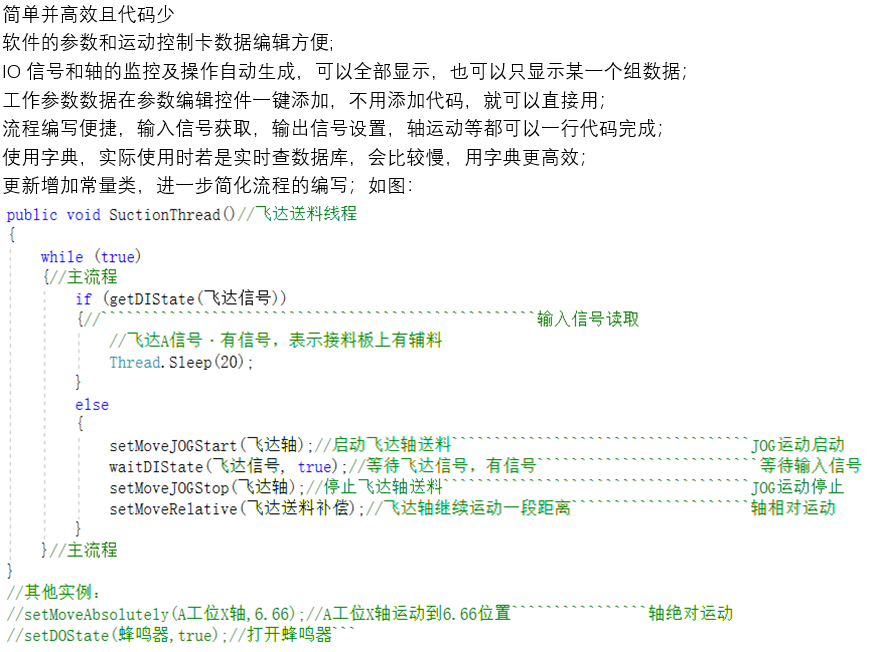 简单并高效且代码少
软件的参数和运动控制卡数据编辑方便;
IO 信号和轴的监控及操作自动生成，可以全部显示，也可以只显示某一个组数据；
工作参数数据在参数编辑控件一键添加，不用添加代码，就可以直接用；
流程编写便捷，输入信号获取，输出信号设置，轴运动等都可以一行代码完成；
使用字典，实际使用时若是实时查数据库，会比较慢，用字典更高效；
更新增加常量类，进一步简化流程的编写；如图：
public void SuctionThread()//飞达送料线程
{
while (true)
{//主流程
if (getDIState(飞达信号))
{//```````````````````````````````````````````````````输入信号读取
//飞达A信号·有信号，表示接料板上有辅料
Thread.Sleep(20);
}
else
{
setMoveJOGStart(飞达轴);//启动飞达轴送料```````````````````````````````````JOG运动启动
waitDIState(飞达信号, true);//等待飞达信号，有信号``````````````````````````等待输入信号
setMoveJOGStop(飞达轴);//停止飞达轴送料````````````````````````````````````JOG运动停止
setMoveRelative(飞达送料补偿);//飞达轴继续运动一段距离`````````````````````轴相对运动
}
}//主流程
}
//其他实例：
//setMoveAbsolutely(A工位X轴,6.66);//A工位X轴运动到6.66位置````````````````轴绝对运动
//setDOState(蜂鸣器,true);//打开蜂鸣器```